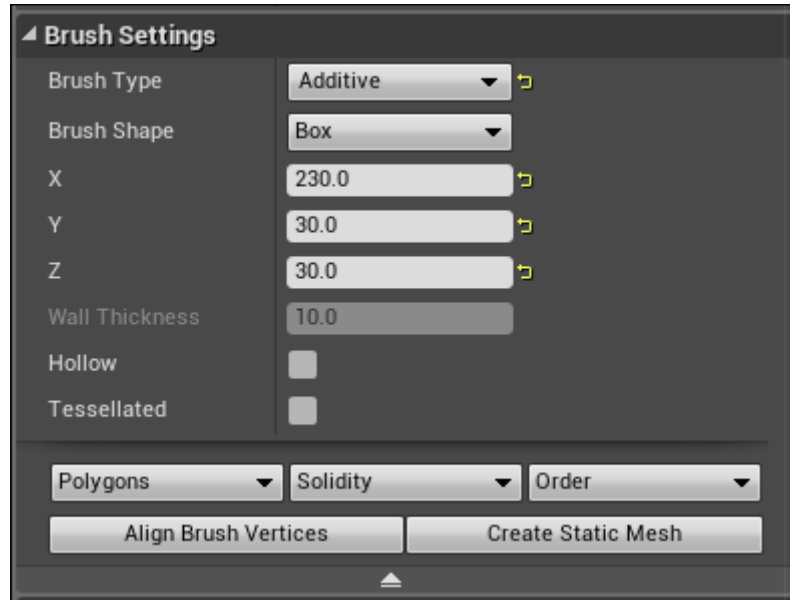 Brush Settings
Brush Type Additive
Brush Shape Box
X 230.0
Y 30.0
Z 30.0
Wall Thickness 10.0
Hollow
Tessellated
Polygons Solidity Order
Align Brush Vertices Create Static Mesh